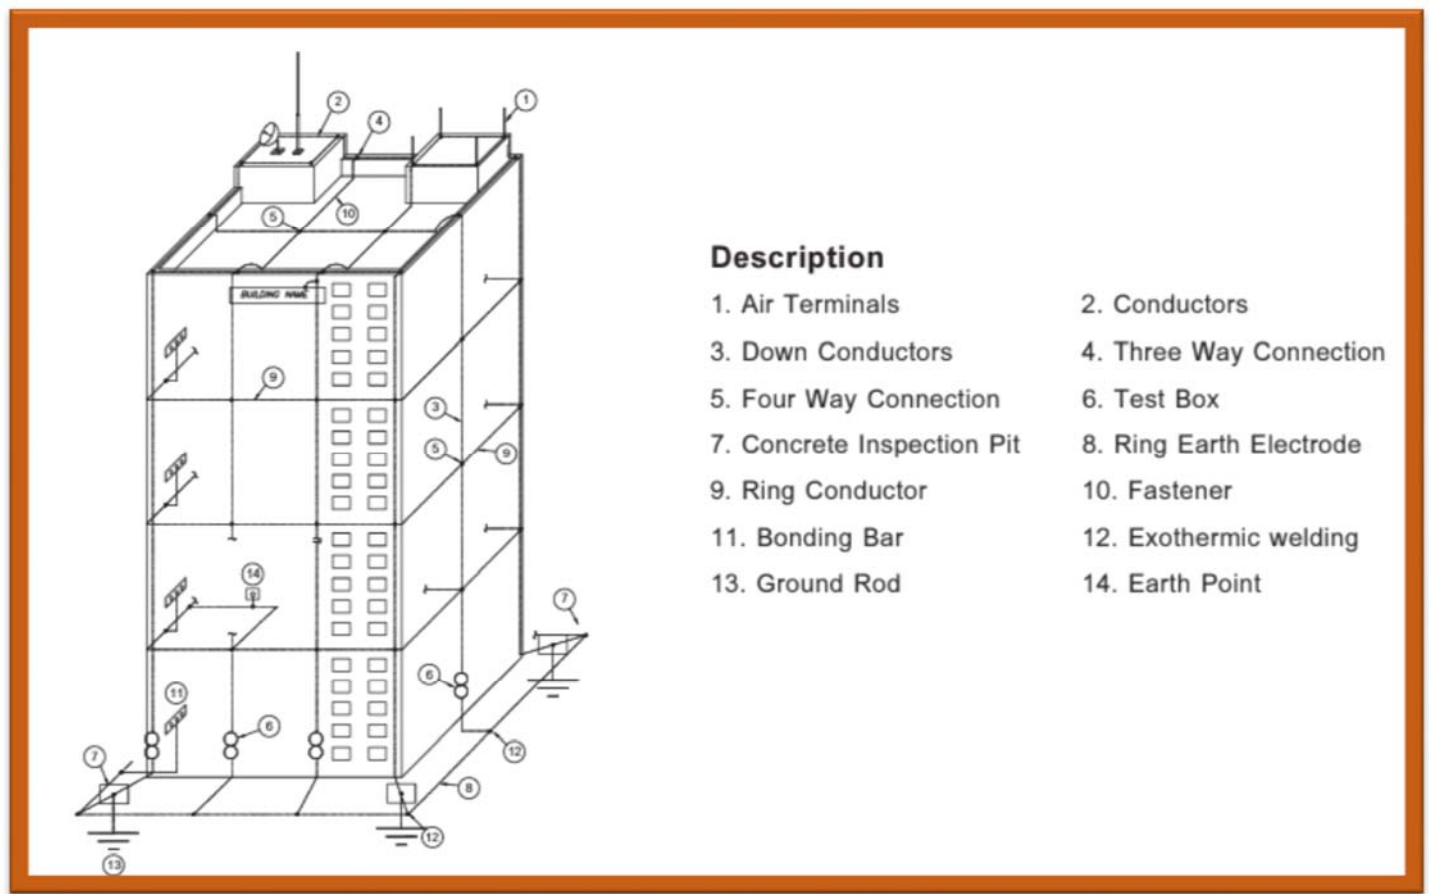 2
1
4
5
10
BUILDING NAME
9
3
5
9
14
7
6
11
6
7
12
8
12
13
Description
1. Air Terminals
2. Conductors
3. Down Conductors
4. Three Way Connection
5. Four Way Connection
6. Test Box
7. Concrete Inspection Pit
8. Ring Earth Electrode
9. Ring Conductor
10. Fastener
11. Bonding Bar
12. Exothermic welding
13. Ground Rod
14. Earth Point